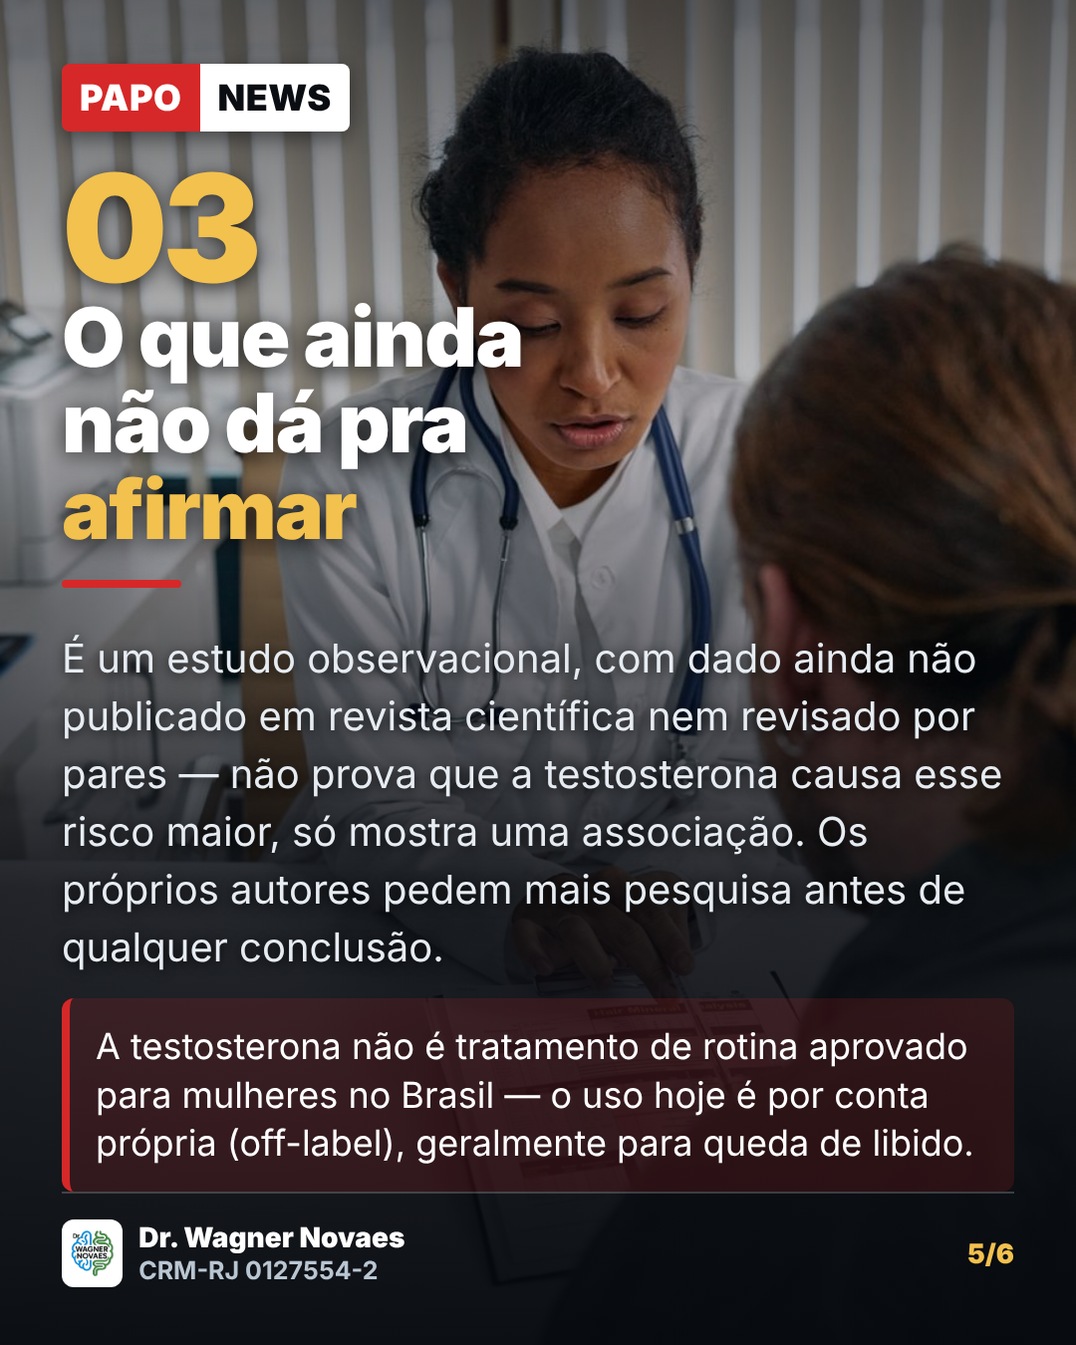 PAPO NEWS
03
O que ainda
não dá pra
afirmar
É um estudo observacional, com dado ainda não
publicado em revista científica nem revisado por
pares — não prova que a testosterona causa esse
risco maior, só mostra uma associação. Os
próprios autores pedem mais pesquisa antes de
qualquer conclusão.
A testosterona não é tratamento de rotina aprovado
para mulheres no Brasil — o uso hoje é por conta
própria (off-label), geralmente para queda de libido.
Dr.
WAGNER
NOVAES
Dr. Wagner Novaes
CRM-RJ 0127554-2
5/6